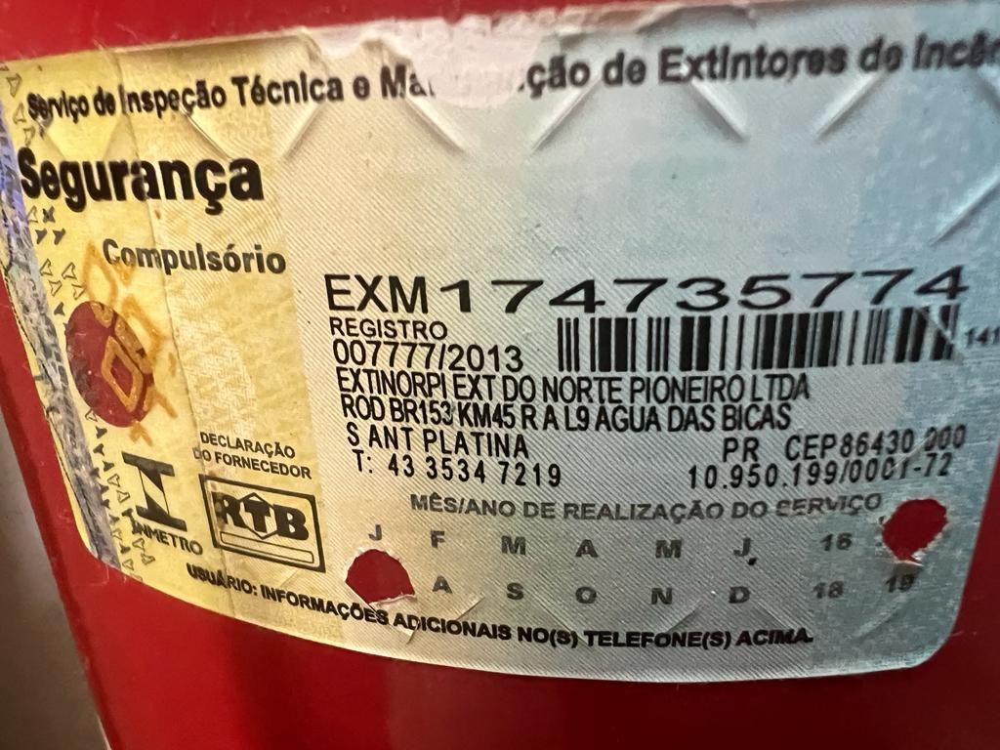 Serviço de Inspeção Técnica e Ma ção de Extintores de Incên
Segurança
Compulsório
EXM174735774
REGISTRO
007777/2013
141
EXTINORPI EXT DO NORTE PIONEIRO LTDA
ROD BR153 KM45 R A L9 AGUA DAS BICAS
S ANT PLATINA PR CEP86430 000
T: 43 3534 7219 10.950.199/0001-72
DECLARAÇÃO
DO FORNECEDOR
RTB
INMETRO
MÊS/ANO DE REALIZAÇÃO DO SERVIÇO
J F M A M J 16
A S O N D 18 19
USUÁRIO: INFORMAÇÕES ADICIONAIS NO(S) TELEFONE(S) ACIMA.